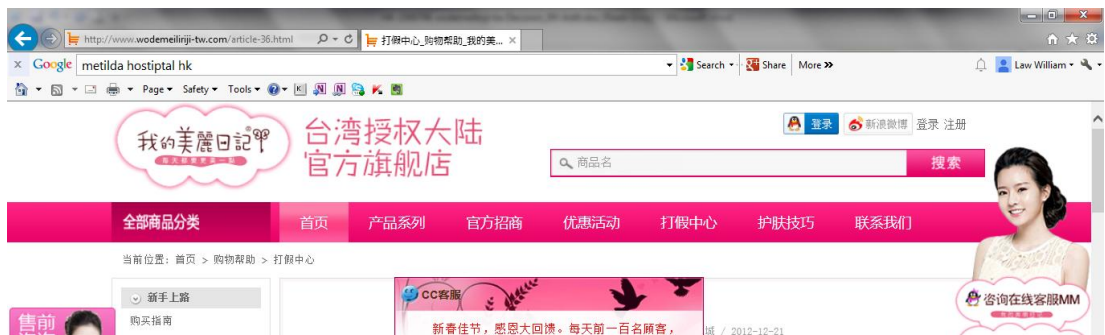 http://www.wodemeiliriji-tw.com/article-36.html
打假中心_购物帮助_我的美... ×
× Google metilda hostiptal hk Search Share More » Law William
Page Safety Tools
我的美麗日記
台湾授权大陆
官方旗舰店
登录 新浪微博 登录 注册
商品名 搜索
全部商品分类 首页 产品系列 官方招商 优惠活动 打假中心 护肤技巧 联系我们
当前位置: 首页 > 购物帮助 > 打假中心
新手上路
购买指南
CC客服
新春佳节，感恩大回馈。每天前一百名顾客，
城 / 2012-12-21
咨询在线客服MM
售前